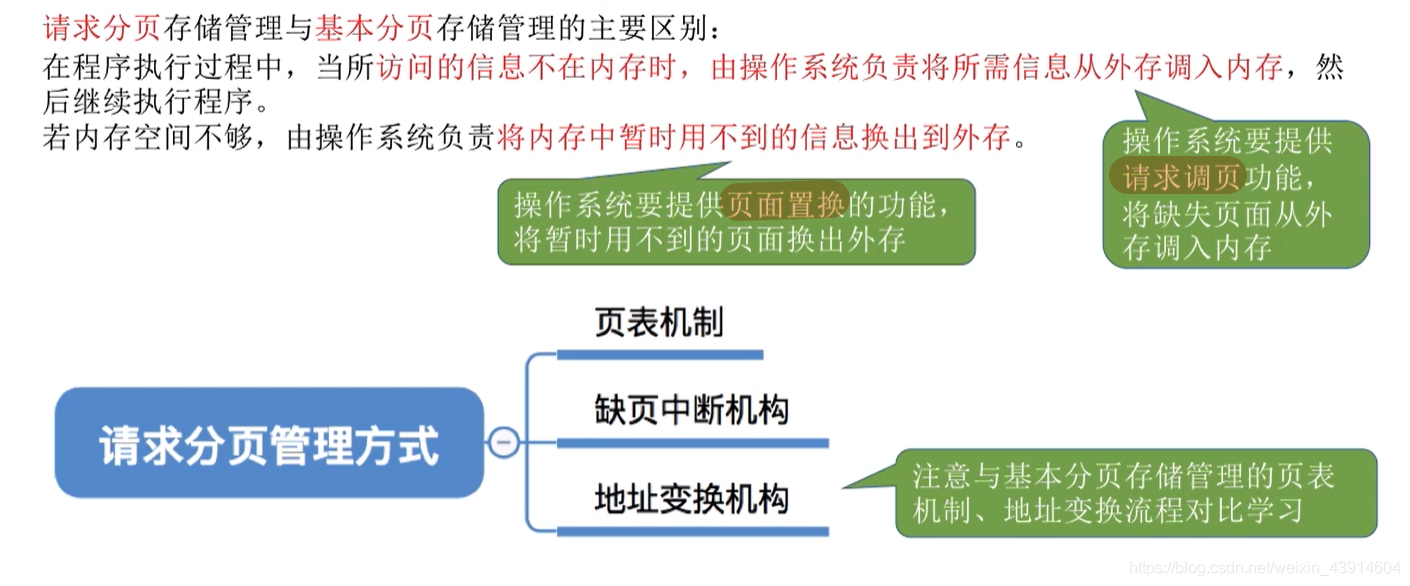 请求分页存储管理与基本分页存储管理的主要区别：
在程序执行过程中，当所访问的信息不在内存时，由操作系统负责将所需信息从外存调入内存，然
后继续执行程序。
若内存空间不够，由操作系统负责将内存中暂时用不到的信息换出到外存。
操作系统要提供
请求调页功能，
将缺失页面从外
存调入内存
操作系统要提供页面置换的功能，
将暂时用不到的页面换出外存
请求分页管理方式
页表机制
缺页中断机构
地址变换机构
注意与基本分页存储管理的页表
机制、地址变换流程对比学习
https://blog.csdn.net/weixin_43914604